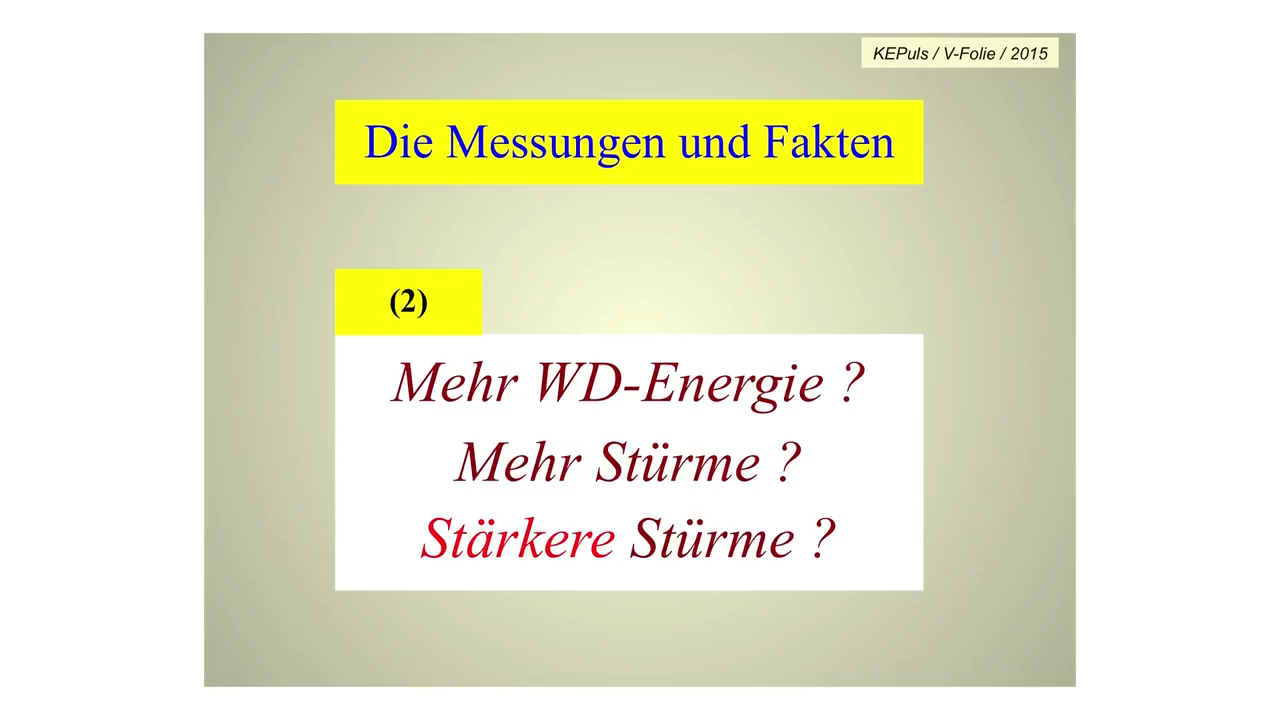 KEPuls / V-Folie / 2015
Die Messungen und Fakten
(2)
Mehr WD-Energie ?
Mehr Stürme ?
Stärkere Stürme ?